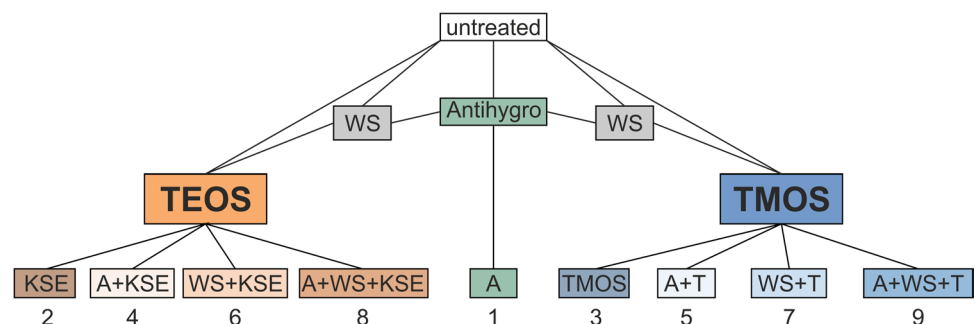 untreated
WS
Antihygro
WS
TEOS
TMOS
KSE
A+KSE
WS+KSE
A+WS+KSE
A
TMOS
A+T
WS+T
A+WS+T
2
4
6
8
1
3
5
7
9